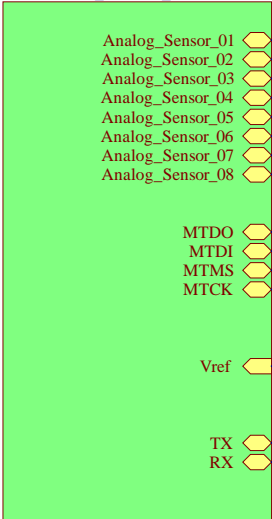 Analog_Sensor_01
Analog_Sensor_02
Analog_Sensor_03
Analog_Sensor_04
Analog_Sensor_05
Analog_Sensor_06
Analog_Sensor_07
Analog_Sensor_08
MTDO
MTDI
MTMS
MTCK
Vref
TX
RX